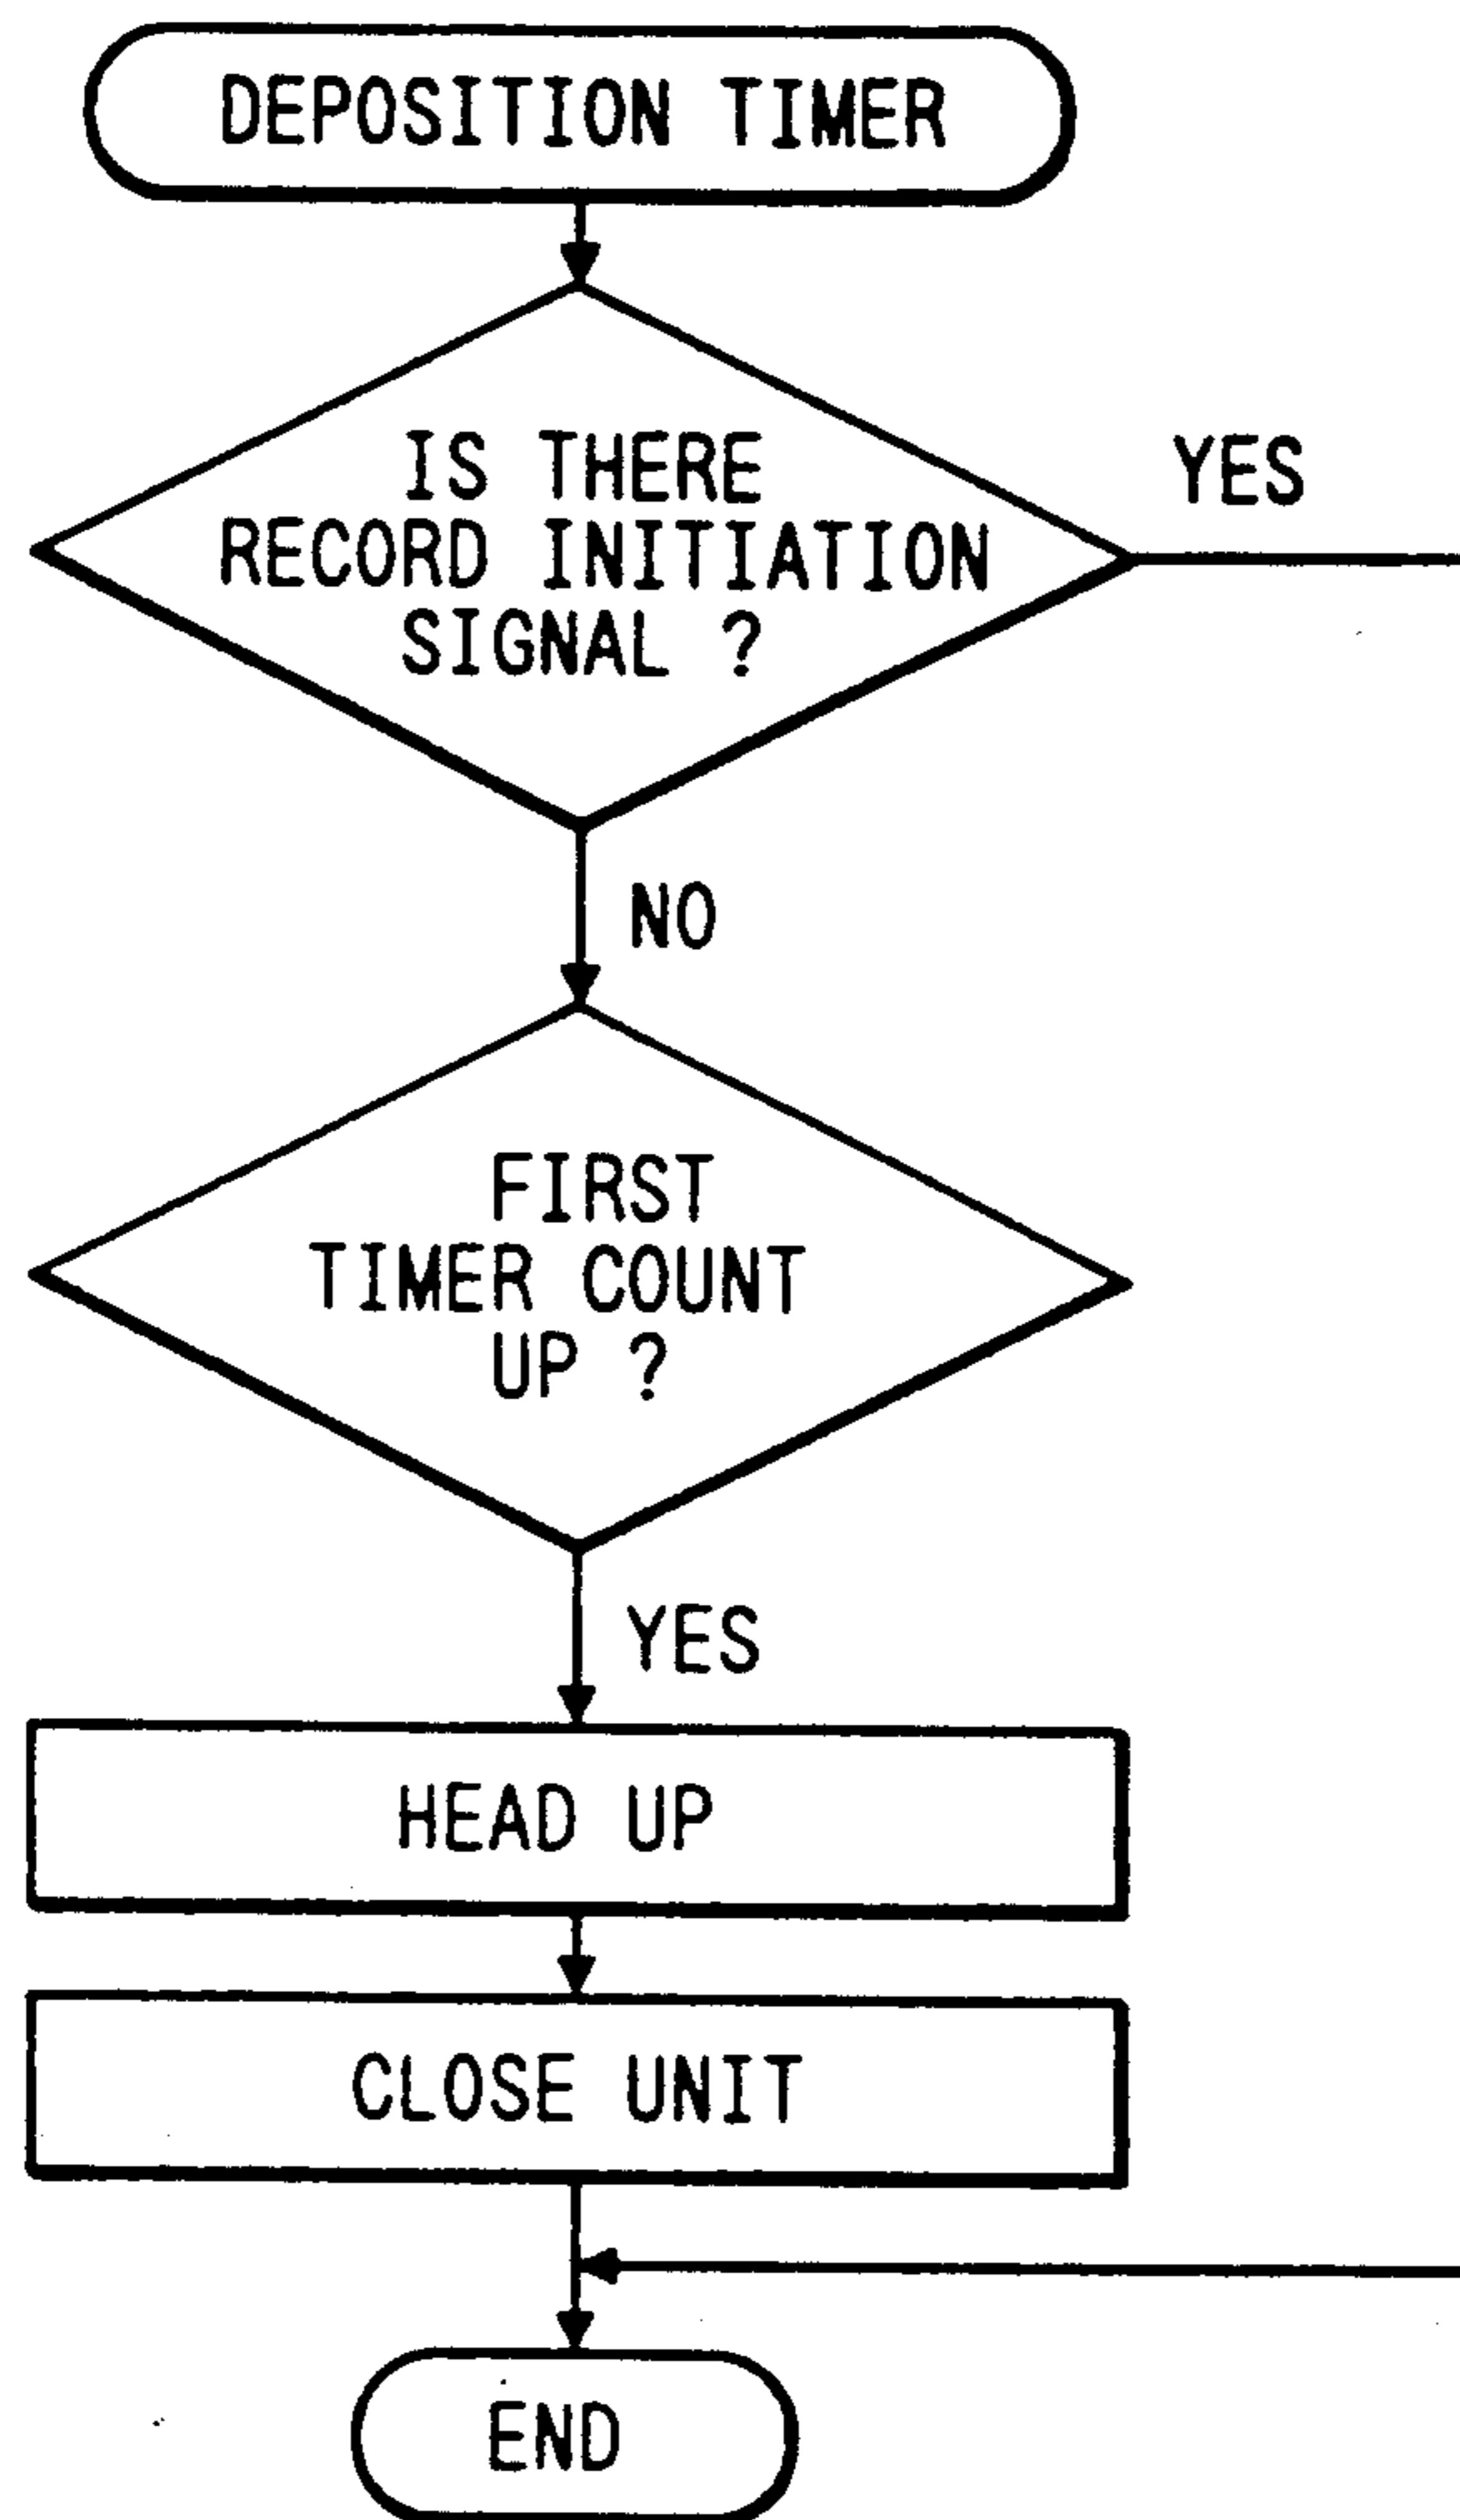 DEPOSITION TIMER
IS THERE
RECORD INITIATION
SIGNAL ?
YES
NO
FIRST
TIMER COUNT
UP ?
YES
HEAD UP
CLOSE UNIT
END